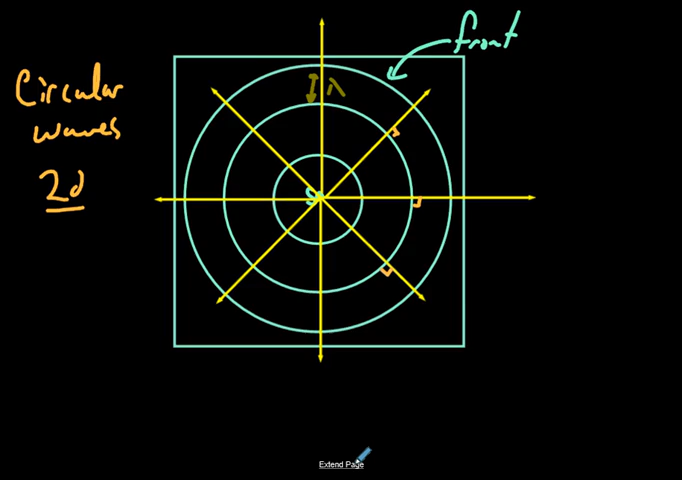 front
Circular
waves
2d
λ
S
Extend Page